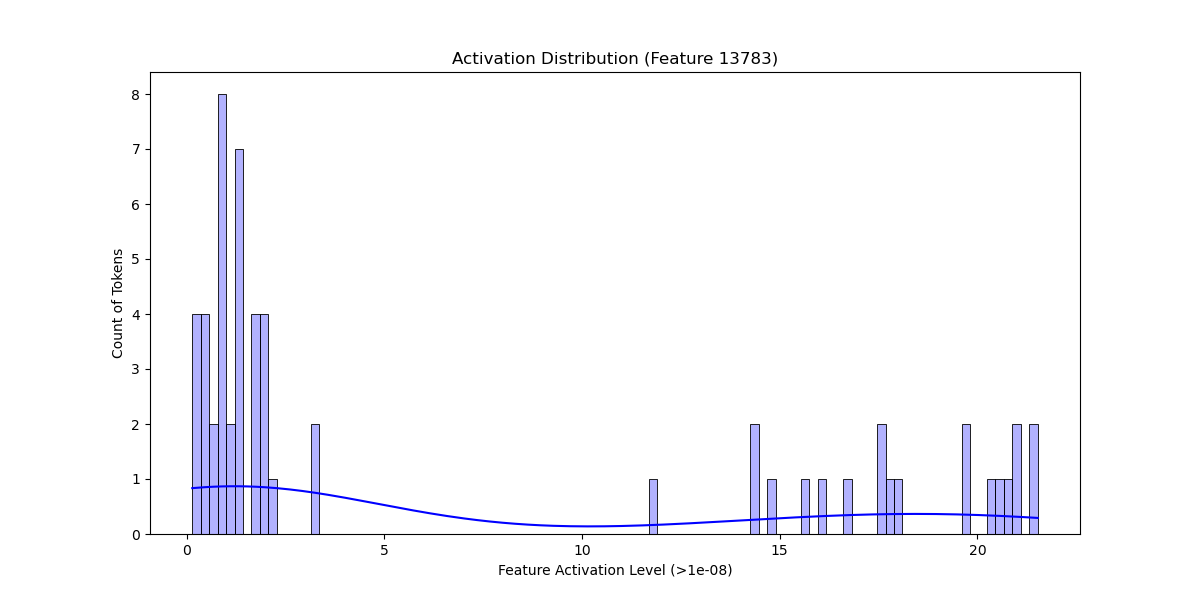 Activation Distribution (Feature 13783)
8
7
6
5
4
3
2
1
0
Count of Tokens
0 5 10 15 20
Feature Activation Level (>1e-08)